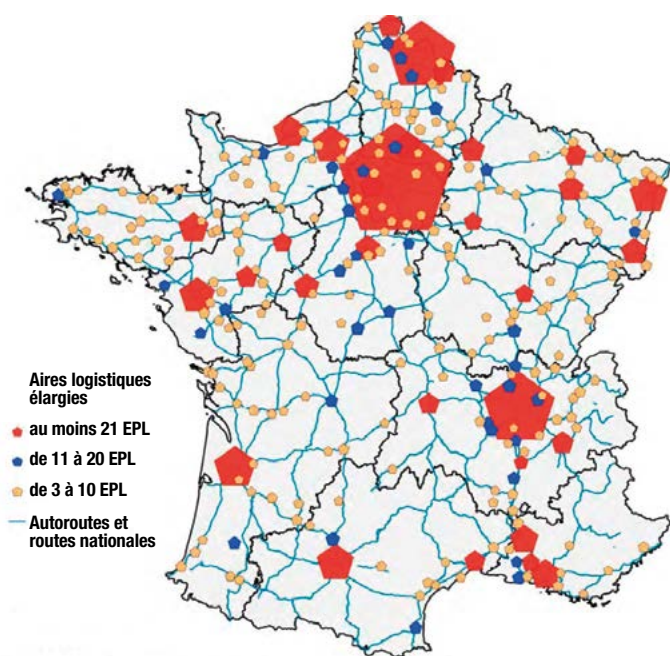 Aires logistiques
élargies
au moins 21 EPL
de 11 à 20 EPL
de 3 à 10 EPL
Autoroutes et
routes nationales